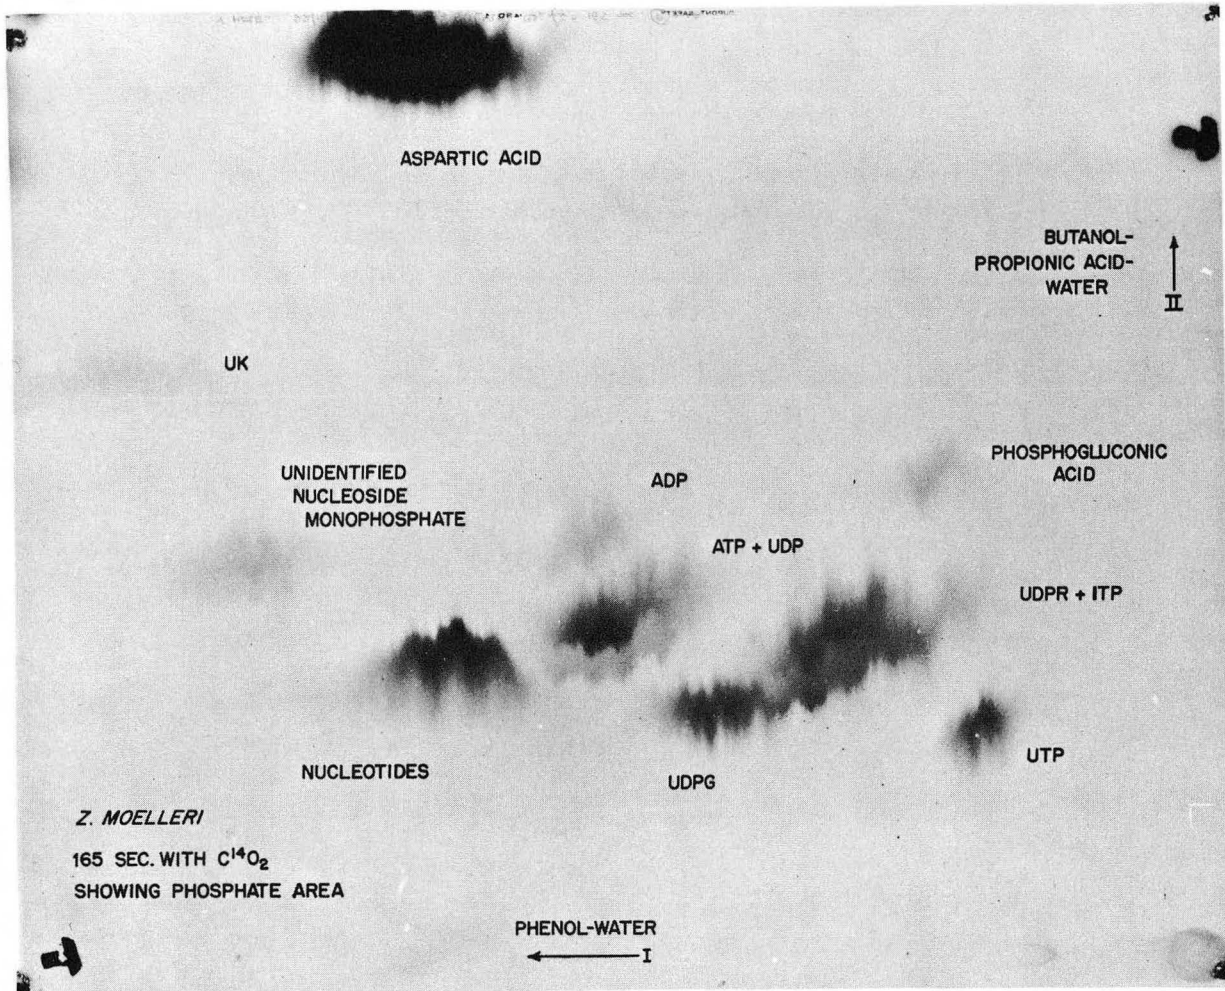 ASPARTIC ACID
BUTANOL-
PROPIONIC ACID-
WATER
II
UK
UNIDENTIFIED
NUCLEOSIDE
MONOPHOSPHATE
ADP
PHOSPHOGLUCONIC
ACID
ATP + UDP
UDPR + ITP
NUCLEOTIDES
UDPG
UTP
Z. MOELLERI
165 SEC. WITH C¹⁴O₂
SHOWING PHOSPHATE AREA
PHENOL-WATER
I